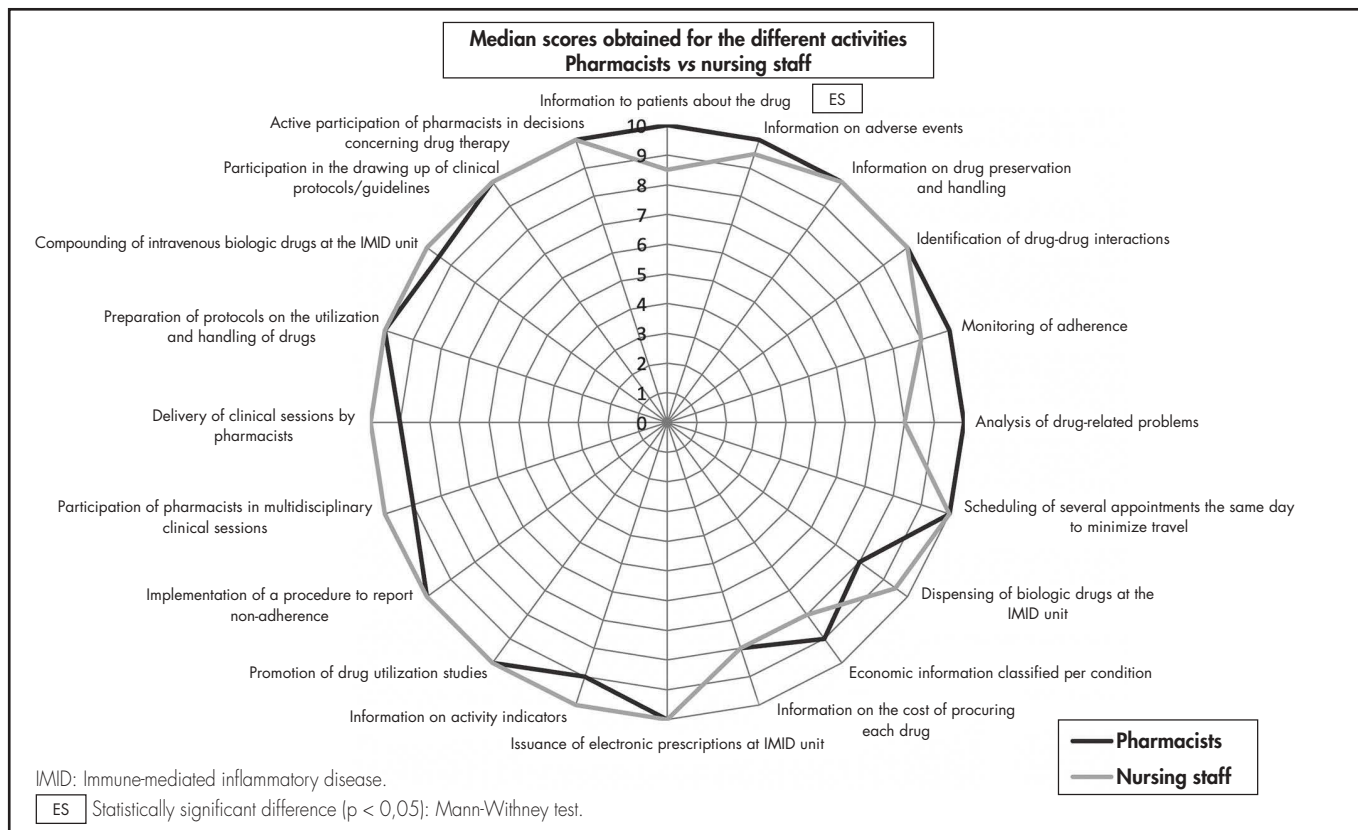 Median scores obtained for the different activities
Pharmacists vs nursing staff
Information to patients about the drug
ES
Information on adverse events
Information on drug preservation
and handling
Identification of drug-drug interactions
Monitoring of adherence
Analysis of drug-related problems
Scheduling of several appointments the same day
to minimize travel
Dispensing of biologic drugs at the
IMID unit
Economic information classified per condition
Information on the cost of procuring
each drug
Issuance of electronic prescriptions at IMID unit
Information on activity indicators
Promotion of drug utilization studies
Implementation of a procedure to report
non-adherence
Participation of pharmacists in multidisciplinary
clinical sessions
Delivery of clinical sessions by
pharmacists
Preparation of protocols on the utilization
and handling of drugs
Compounding of intravenous biologic drugs at the IMID unit
Participation in the drawing up of clinical
protocols/guidelines
Active participation of pharmacists in decisions
concerning drug therapy
10
9
8
7
6
5
4
3
2
1
0
Pharmacists
Nursing staff
IMID: Immune-mediated inflammatory disease.
ES Statistically significant difference (p < 0,05): Mann-Withney test.